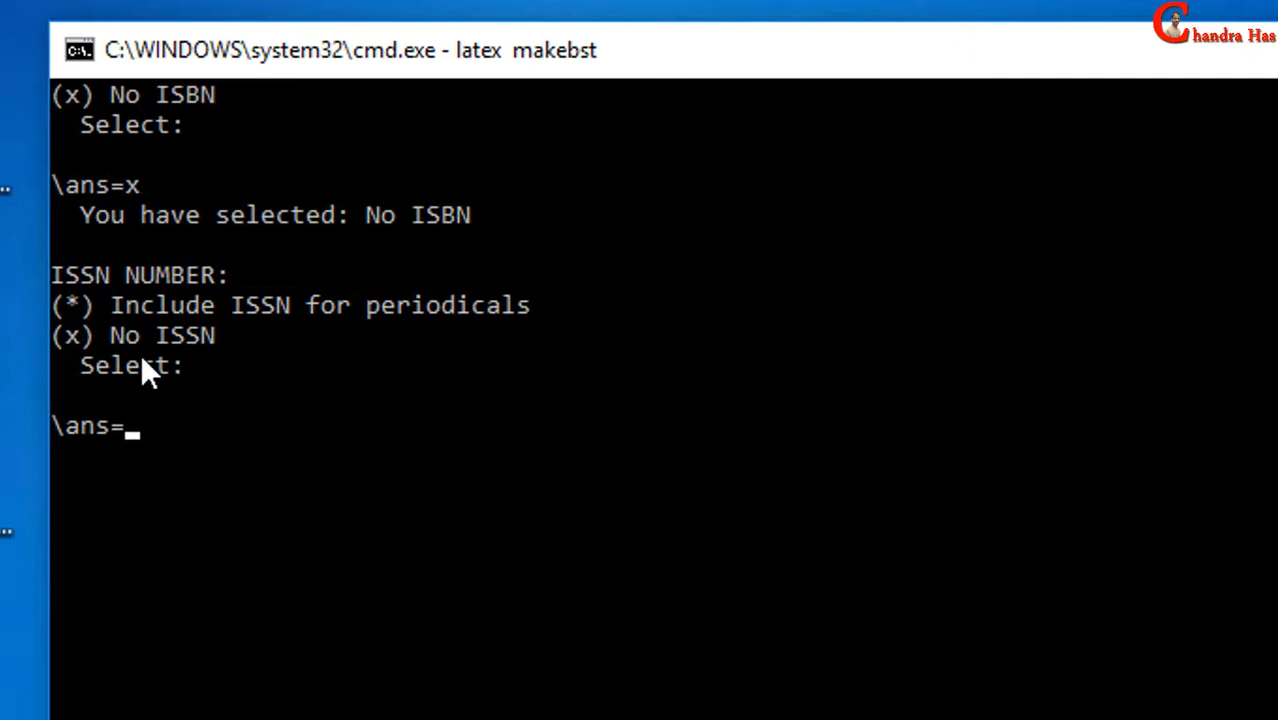 Chandra Has
C:\WINDOWS\system32\cmd.exe - latex  makebst
(x) No ISBN
  Select:
\ans=x
  You have selected: No ISBN
ISSN NUMBER:
(*) Include ISSN for periodicals
(x) No ISSN
  Select:
\ans=